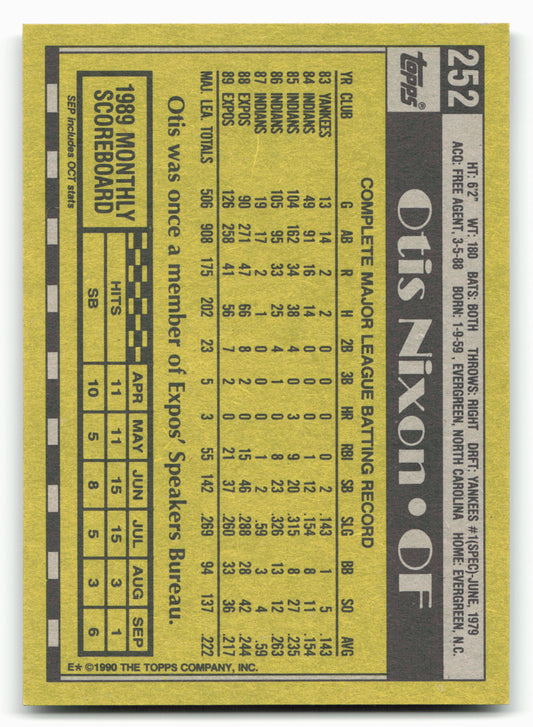 252
Topps®
HT: 6'2" WT: 180 BATS: BOTH THROWS: RIGHT DRFT: YANKEES #1(SPEC)-JUNE, 1979
ACQ: FREE AGENT, 3-5-88 BORN: 1-9-59, EVERGREEN, NORTH CAROLINA HOME: EVERGREEN, N.C.
Otis Nixon • OF
COMPLETE MAJOR LEAGUE BATTING RECORD
YR CLUB G AB R H 2B 3B HR RBI SB SLG BB SO AVG
83 YANKEES 13 14 2 2 0 0 0 0 2 .143 1 5 .143
84 INDIANS 49 91 16 14 0 0 0 1 12 .154 8 11 .154
85 INDIANS 104 162 34 38 4 0 3 9 20 .315 8 27 .235
86 INDIANS 105 95 33 25 4 1 0 8 23 .326 13 12 .263
87 INDIANS 19 17 2 1 0 0 0 1 2 .59 3 4 .59
88 EXPOS 90 271 47 66 8 2 0 15 46 .288 28 42 .244
89 EXPOS 126 258 41 56 7 2 0 21 37 .260 33 36 .217
MAJ. LEA. TOTALS 506 908 175 202 23 5 3 55 142 .269 94 137 .222
Otis was once a member of Expos' Speakers Bureau.
1989 MONTHLY
SCOREBOARD
SEP includes OCT stats
APR MAY JUN JUL AUG SEP
HITS 11 11 15 15 3 1
SB 10 5 8 5 3 6
E* ©1990 THE TOPPS COMPANY, INC.